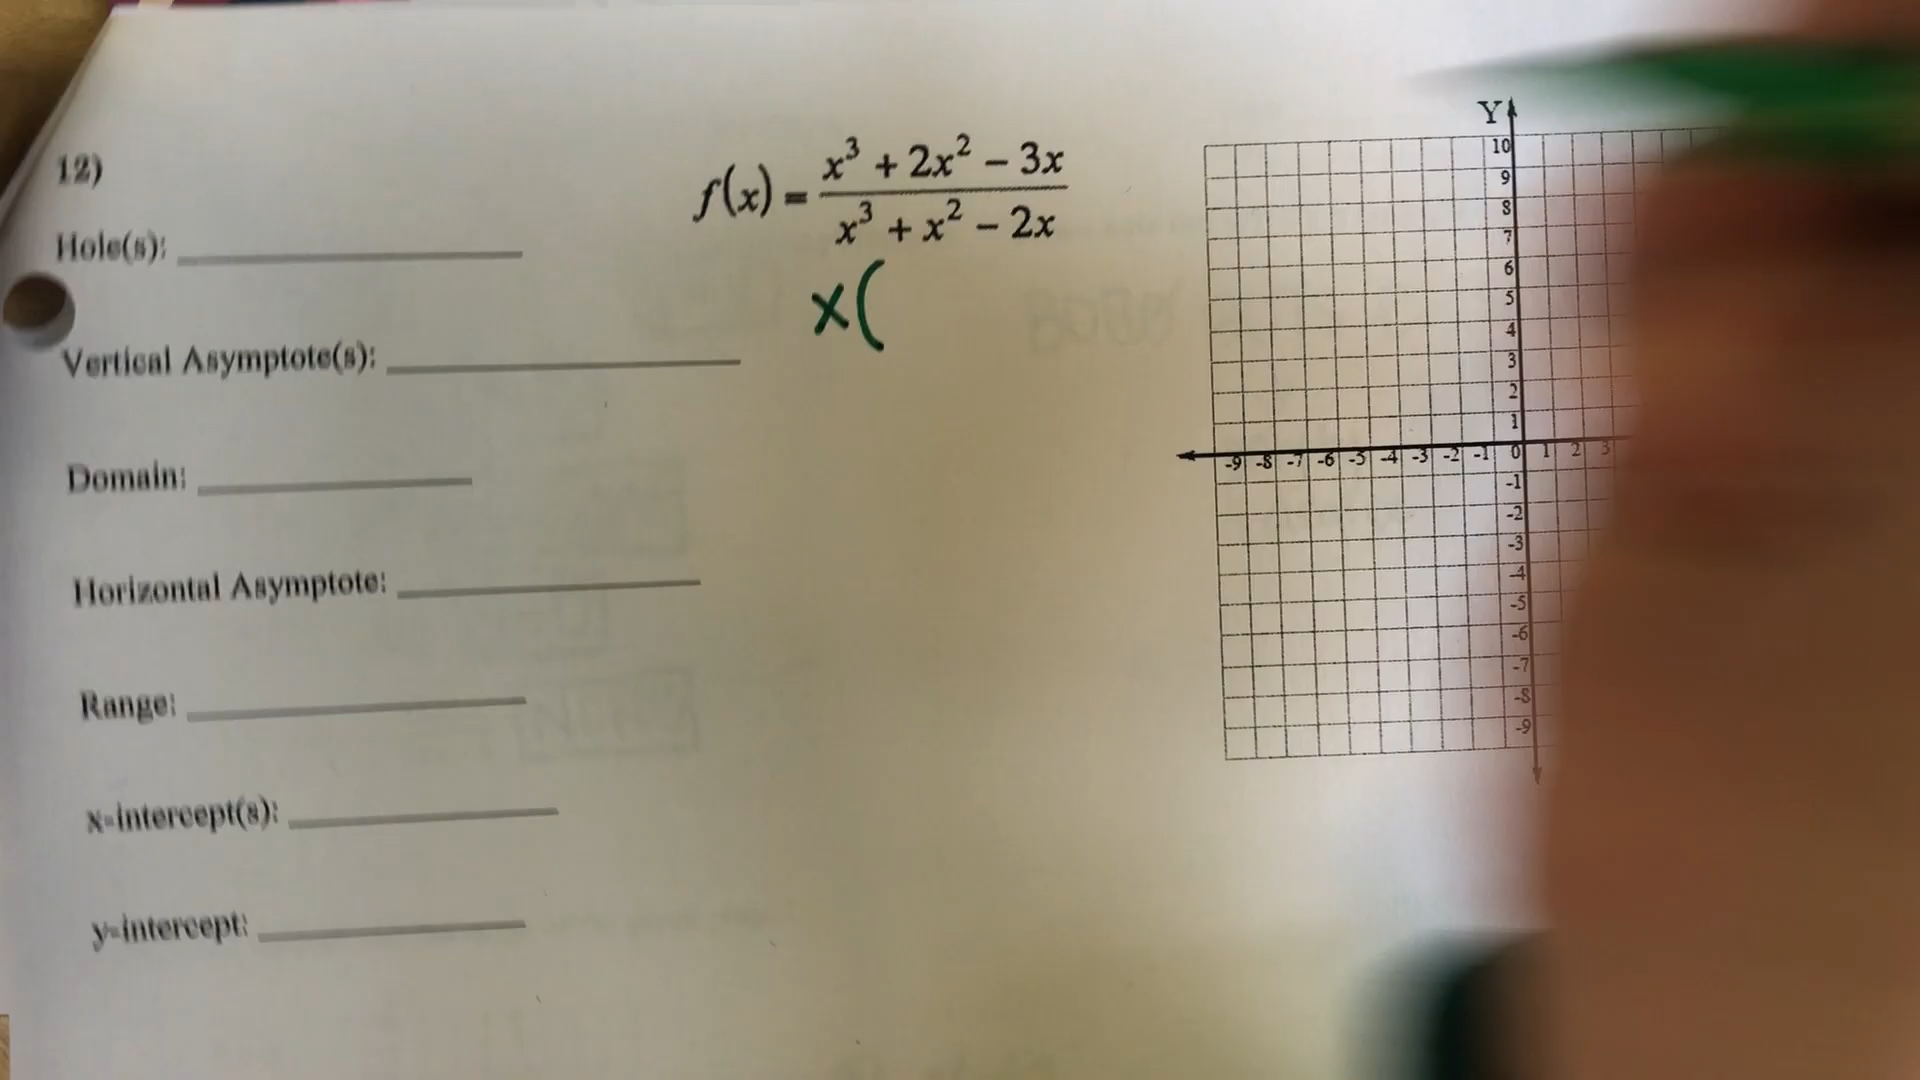 12)
f(x) = x³ + 2x² − 3x
x³ + x² − 2x
x(
Hole(s):
Vertical Asymptote(s):
Domain:
Horizontal Asymptote:
Range:
x-intercept(s):
y-intercept:
Y
10
9
8
7
6
5
4
3
2
1
-9 -8 -7 -6 -5 -4 -3 -2 -1 0 1 2 3
-1
-2
-3
-4
-5
-6
-7
-8
-9